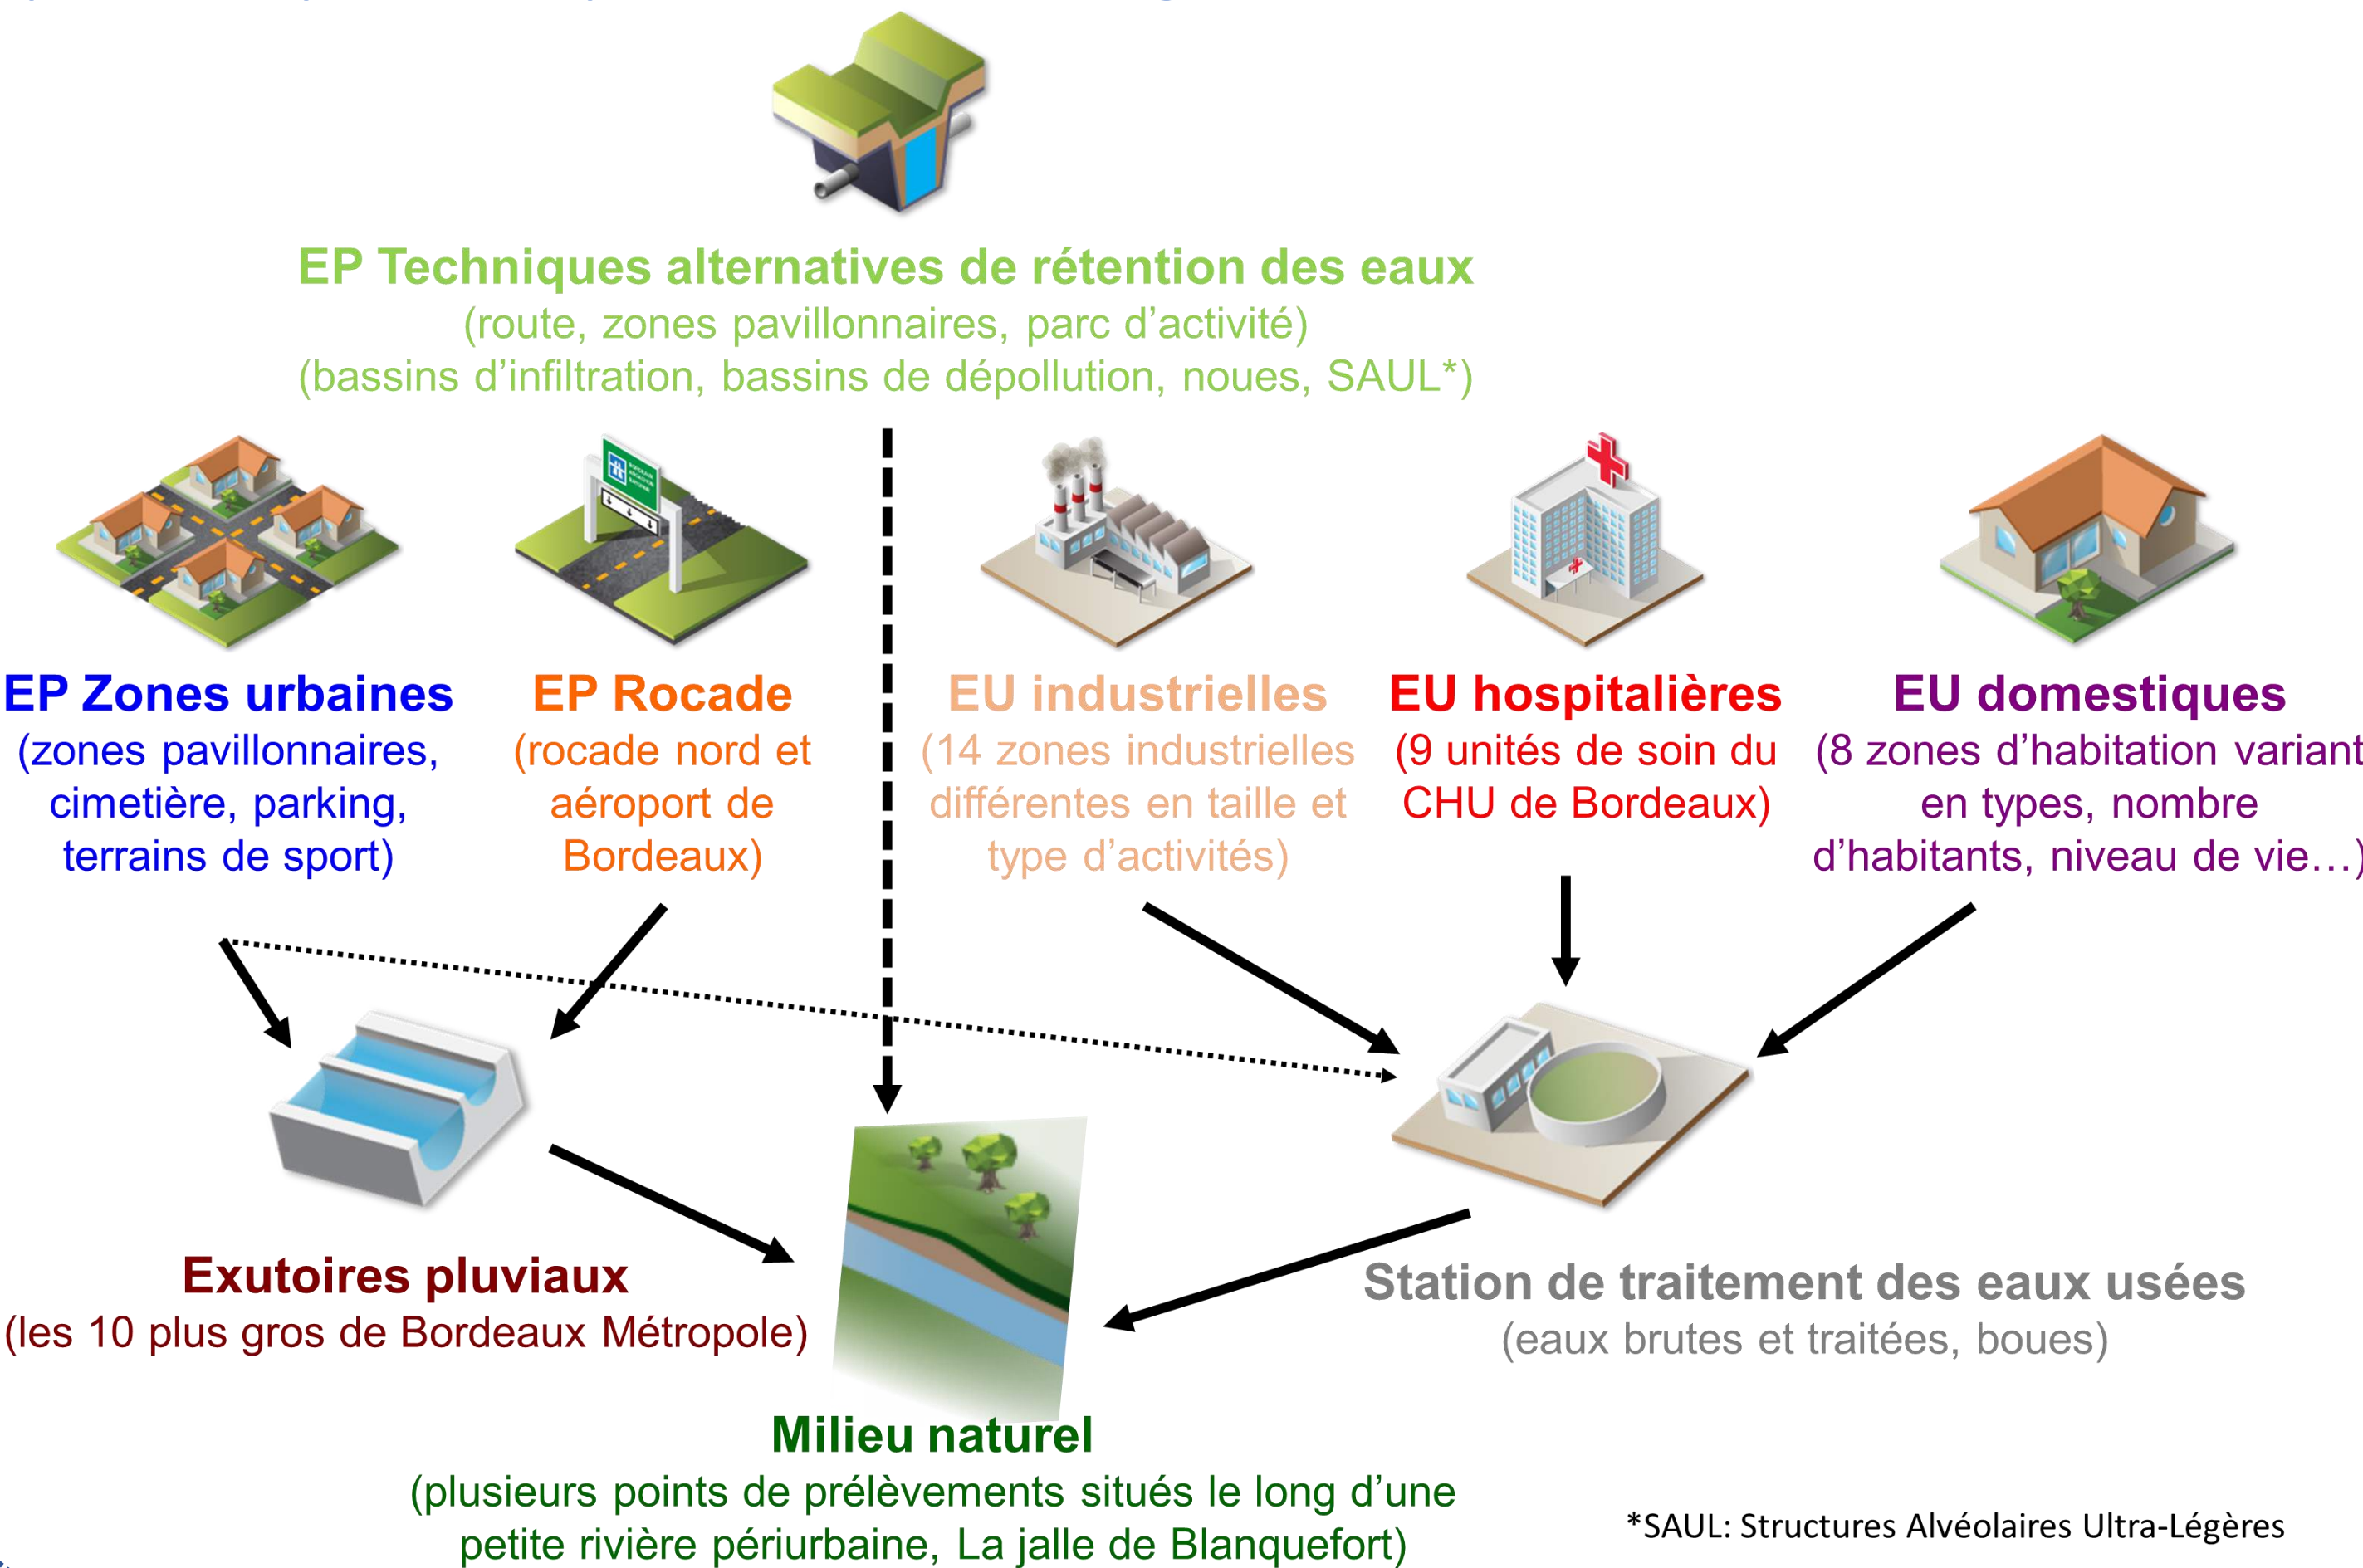 EP Techniques alternatives de rétention des eaux
(route, zones pavillonnaires, parc d’activité)
(bassins d’infiltration, bassins de dépollution, noues, SAUL*)
EP Zones urbaines
(zones pavillonnaires,
cimetière, parking,
terrains de sport)
EP Rocade
(rocade nord et
aéroport de
Bordeaux)
EU industrielles
(14 zones industrielles
différentes en taille et
type d’activités)
EU hospitalières
(9 unités de soin du
CHU de Bordeaux)
EU domestiques
(8 zones d’habitation variant
en types, nombre
d’habitants, niveau de vie…)
Exutoires pluviaux
(les 10 plus gros de Bordeaux Métropole)
Station de traitement des eaux usées
(eaux brutes et traitées, boues)
Milieu naturel
(plusieurs points de prélèvements situés le long d’une
petite rivière périurbaine, La jalle de Blanquefort)
*SAUL: Structures Alvéolaires Ultra-Légères